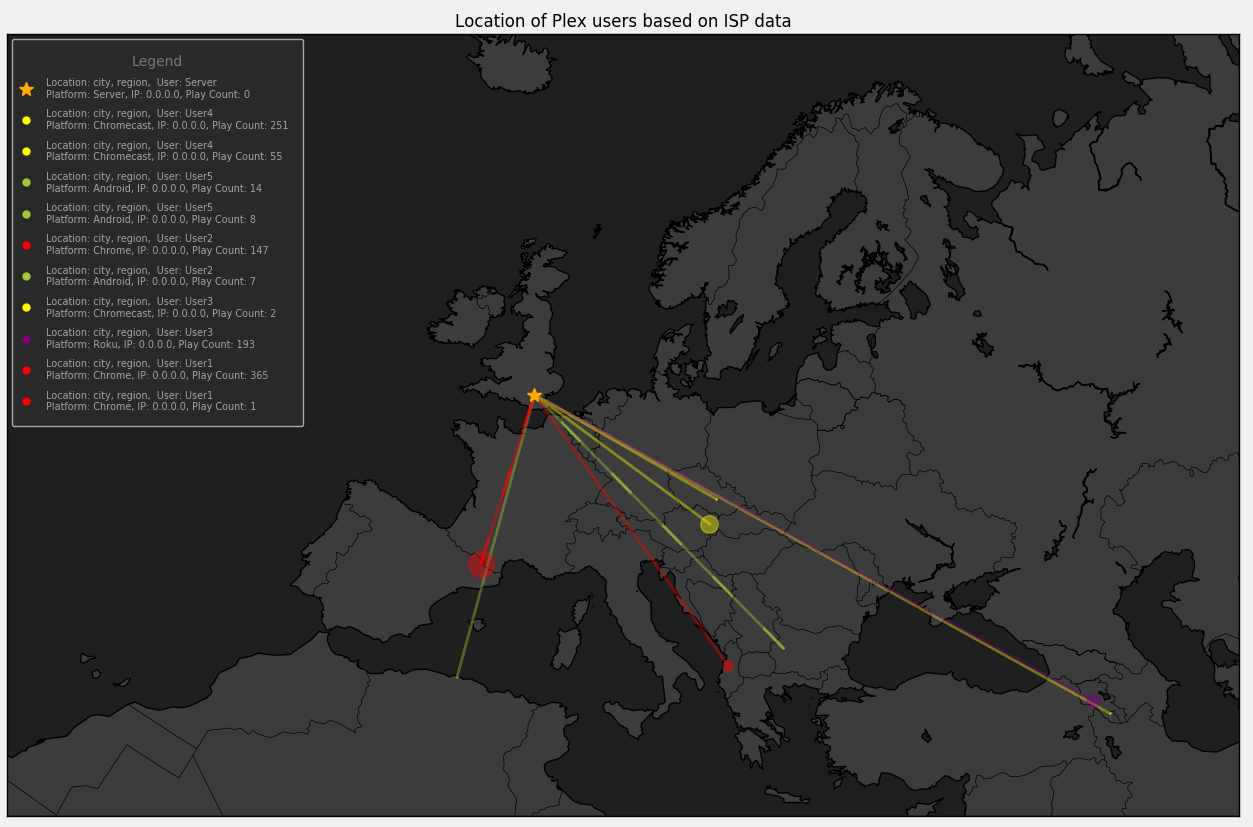 Location of Plex users based on ISP data
Legend
Location: city, region,  User: Server
Platform: Server, IP: 0.0.0.0, Play Count: 0
Location: city, region,  User: User4
Platform: Chromecast, IP: 0.0.0.0, Play Count: 251
Location: city, region,  User: User4
Platform: Chromecast, IP: 0.0.0.0, Play Count: 55
Location: city, region,  User: User5
Platform: Android, IP: 0.0.0.0, Play Count: 14
Location: city, region,  User: User5
Platform: Android, IP: 0.0.0.0, Play Count: 8
Location: city, region,  User: User2
Platform: Chrome, IP: 0.0.0.0, Play Count: 147
Location: city, region,  User: User2
Platform: Android, IP: 0.0.0.0, Play Count: 7
Location: city, region,  User: User3
Platform: Chromecast, IP: 0.0.0.0, Play Count: 2
Location: city, region,  User: User3
Platform: Roku, IP: 0.0.0.0, Play Count: 193
Location: city, region,  User: User1
Platform: Chrome, IP: 0.0.0.0, Play Count: 365
Location: city, region,  User: User1
Platform: Chrome, IP: 0.0.0.0, Play Count: 1